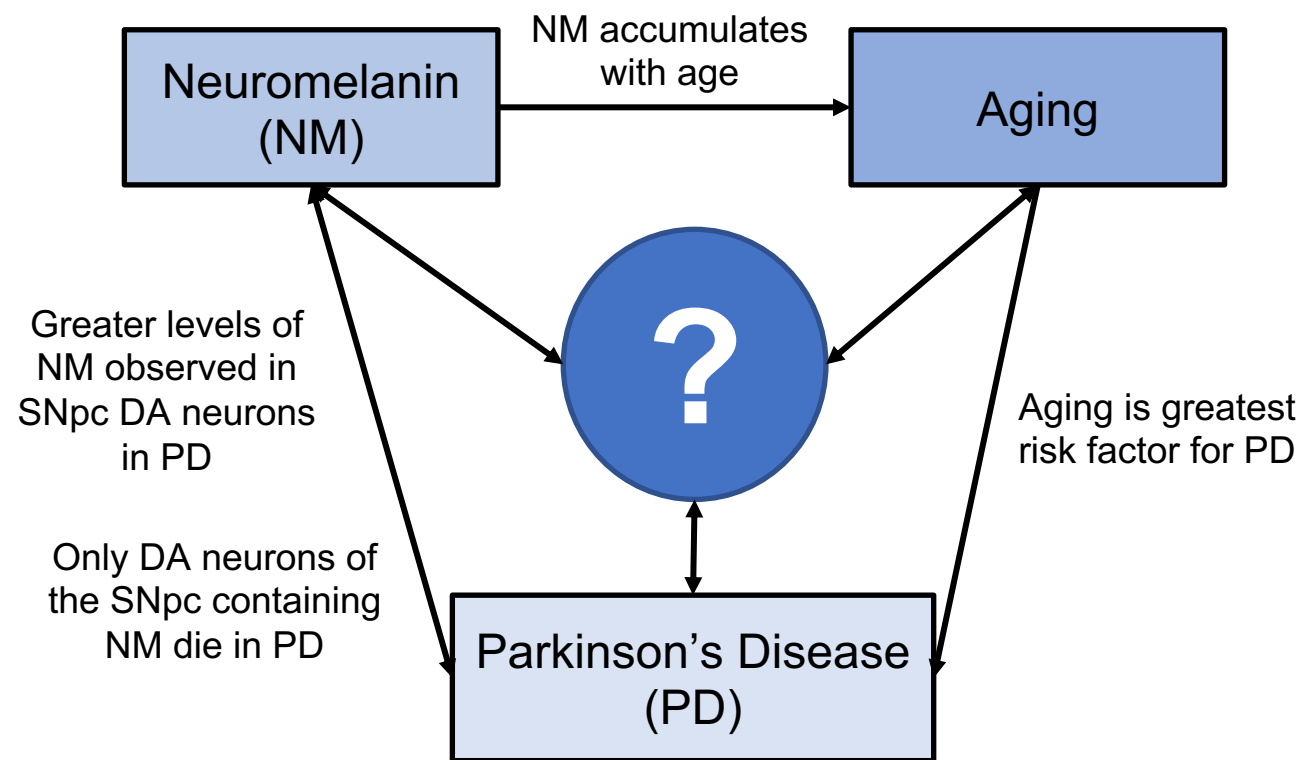 NM accumulates
with age
Neuromelanin
(NM)
Aging
?
Greater levels of
NM observed in
SNpc DA neurons
in PD
Aging is greatest
risk factor for PD
Only DA neurons of
the SNpc containing
NM die in PD
Parkinson’s Disease
(PD)